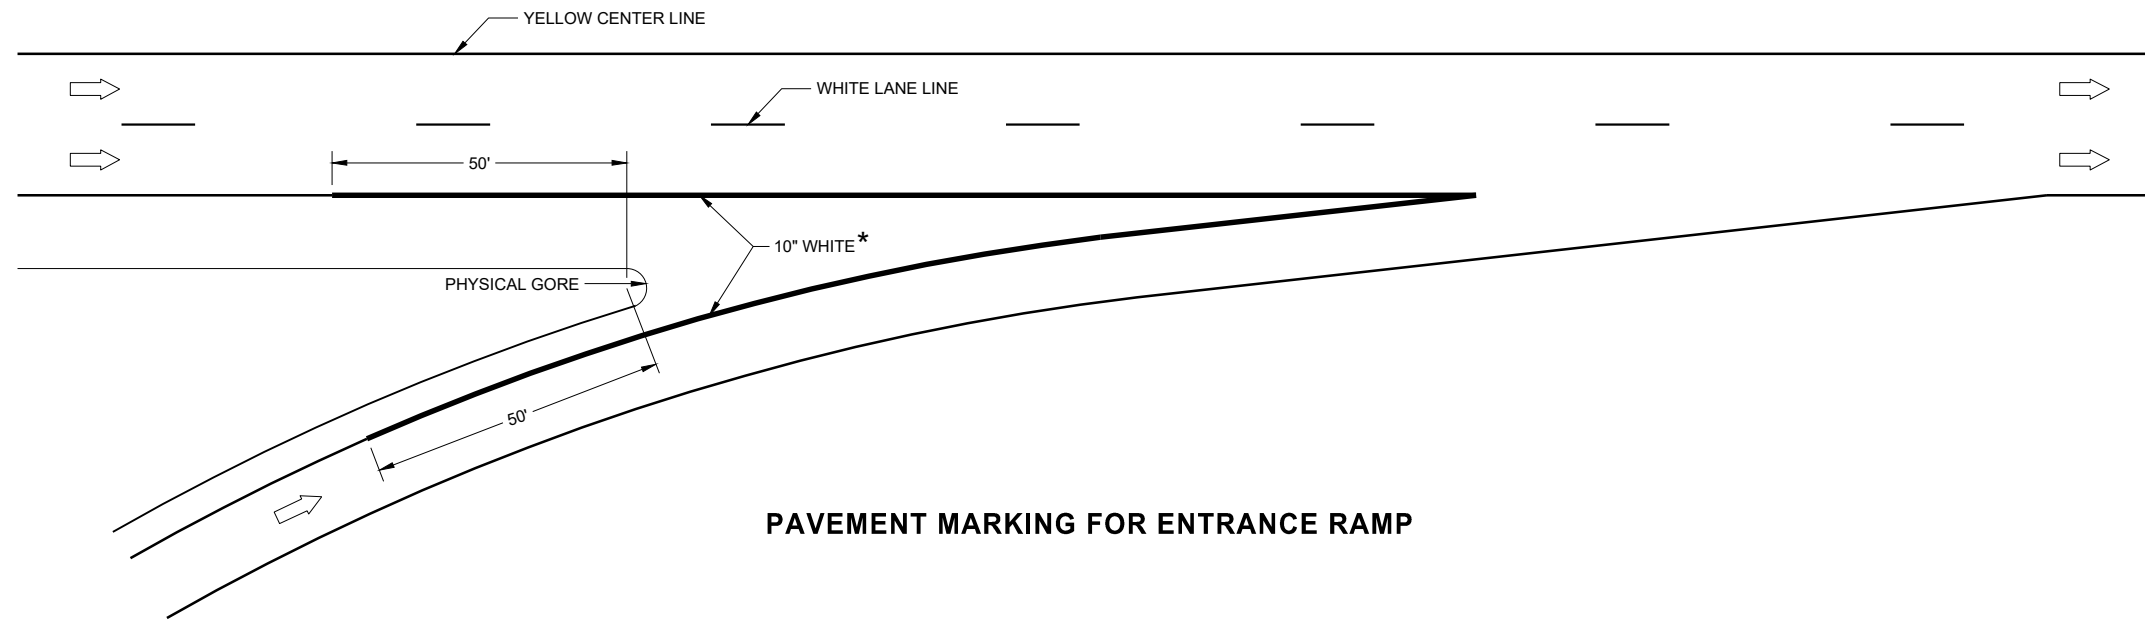 YELLOW CENTER LINE
WHITE LANE LINE
50'
10" WHITE*
PHYSICAL GORE
50'
PAVEMENT MARKING FOR ENTRANCE RAMP